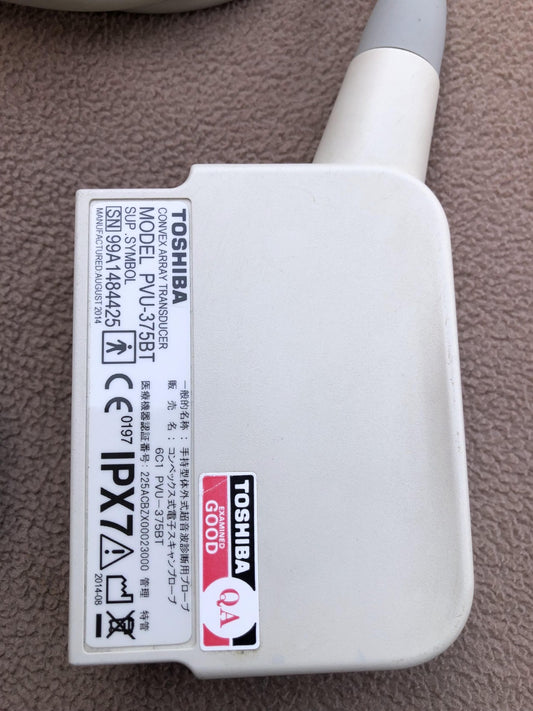 TOSHIBA
CONVEX ARRAY TRANSDUCER
MODEL PVU-375BT
SUP. SYMBOL
SN 99A1484425
MANUFACTURED AUGUST 2014
一般的名称：手持型体外式超音波診断用プローブ
販 売 名：コンベックス式電子スキャンプローブ
6C1 PVU-375BT
医療機器認証番号：225ACBZX00023000 管理 特管
CE 0197 IPX7
2014-08
TOSHIBA
EXAMINED
GOOD
QA